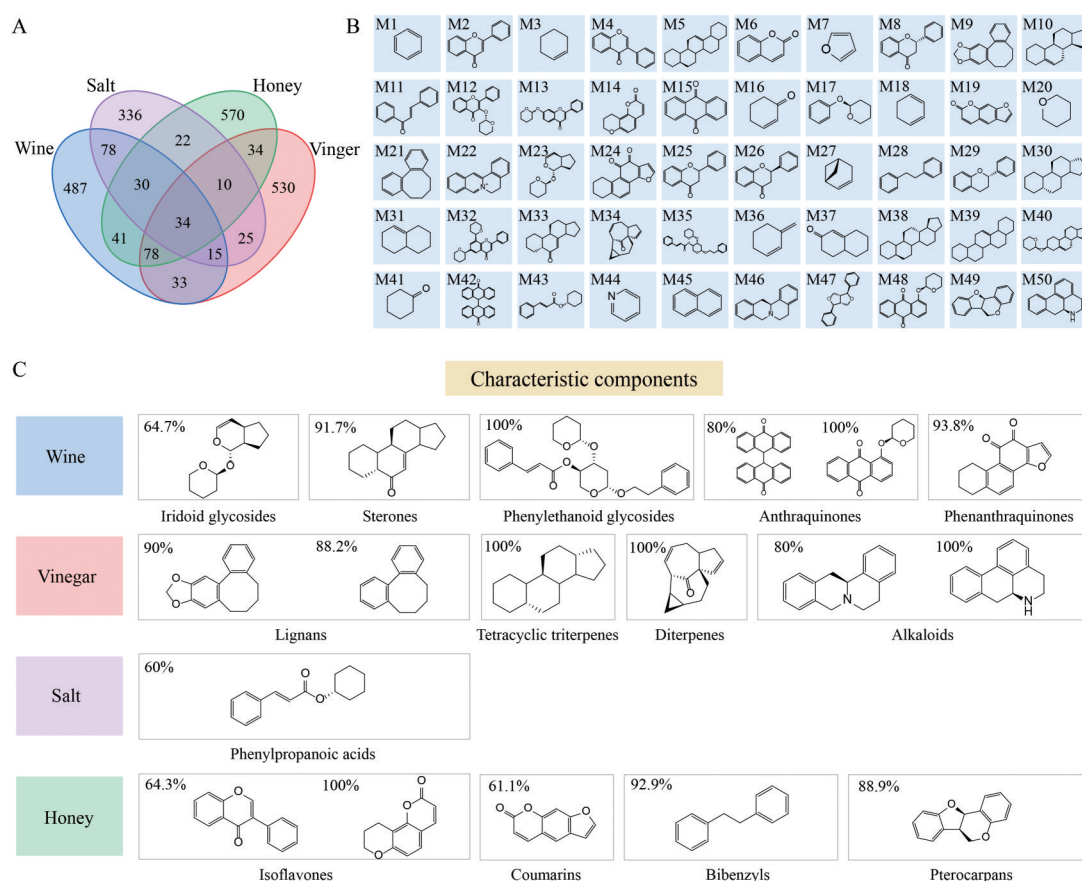 A
Salt
Honey
Wine
Vinger
336
570
78
22
34
487
30
10
530
34
41
78
15
25
33
B
M1 M2 M3 M4 M5 M6 M7 M8 M9 M10
M11 M12 M13 M14 M15 M16 M17 M18 M19 M20
M21 M22 M23 M24 M25 M26 M27 M28 M29 M30
M31 M32 M33 M34 M35 M36 M37 M38 M39 M40
M41 M42 M43 M44 M45 M46 M47 M48 M49 M50
C
Characteristic components
Wine
64.7% 91.7% 100% 80% 100% 93.8%
Iridoid glycosides Sterones Phenylethanoid glycosides Anthraquinones Phenanthraquinones
Vinegar
90% 88.2% 100% 100% 80% 100%
Lignans Tetracyclic triterpenes Diterpenes Alkaloids
Salt
60%
Phenylpropanoic acids
Honey
64.3% 100% 61.1% 92.9% 88.9%
Isoflavones Coumarins Bibenzyls Pterocarpans